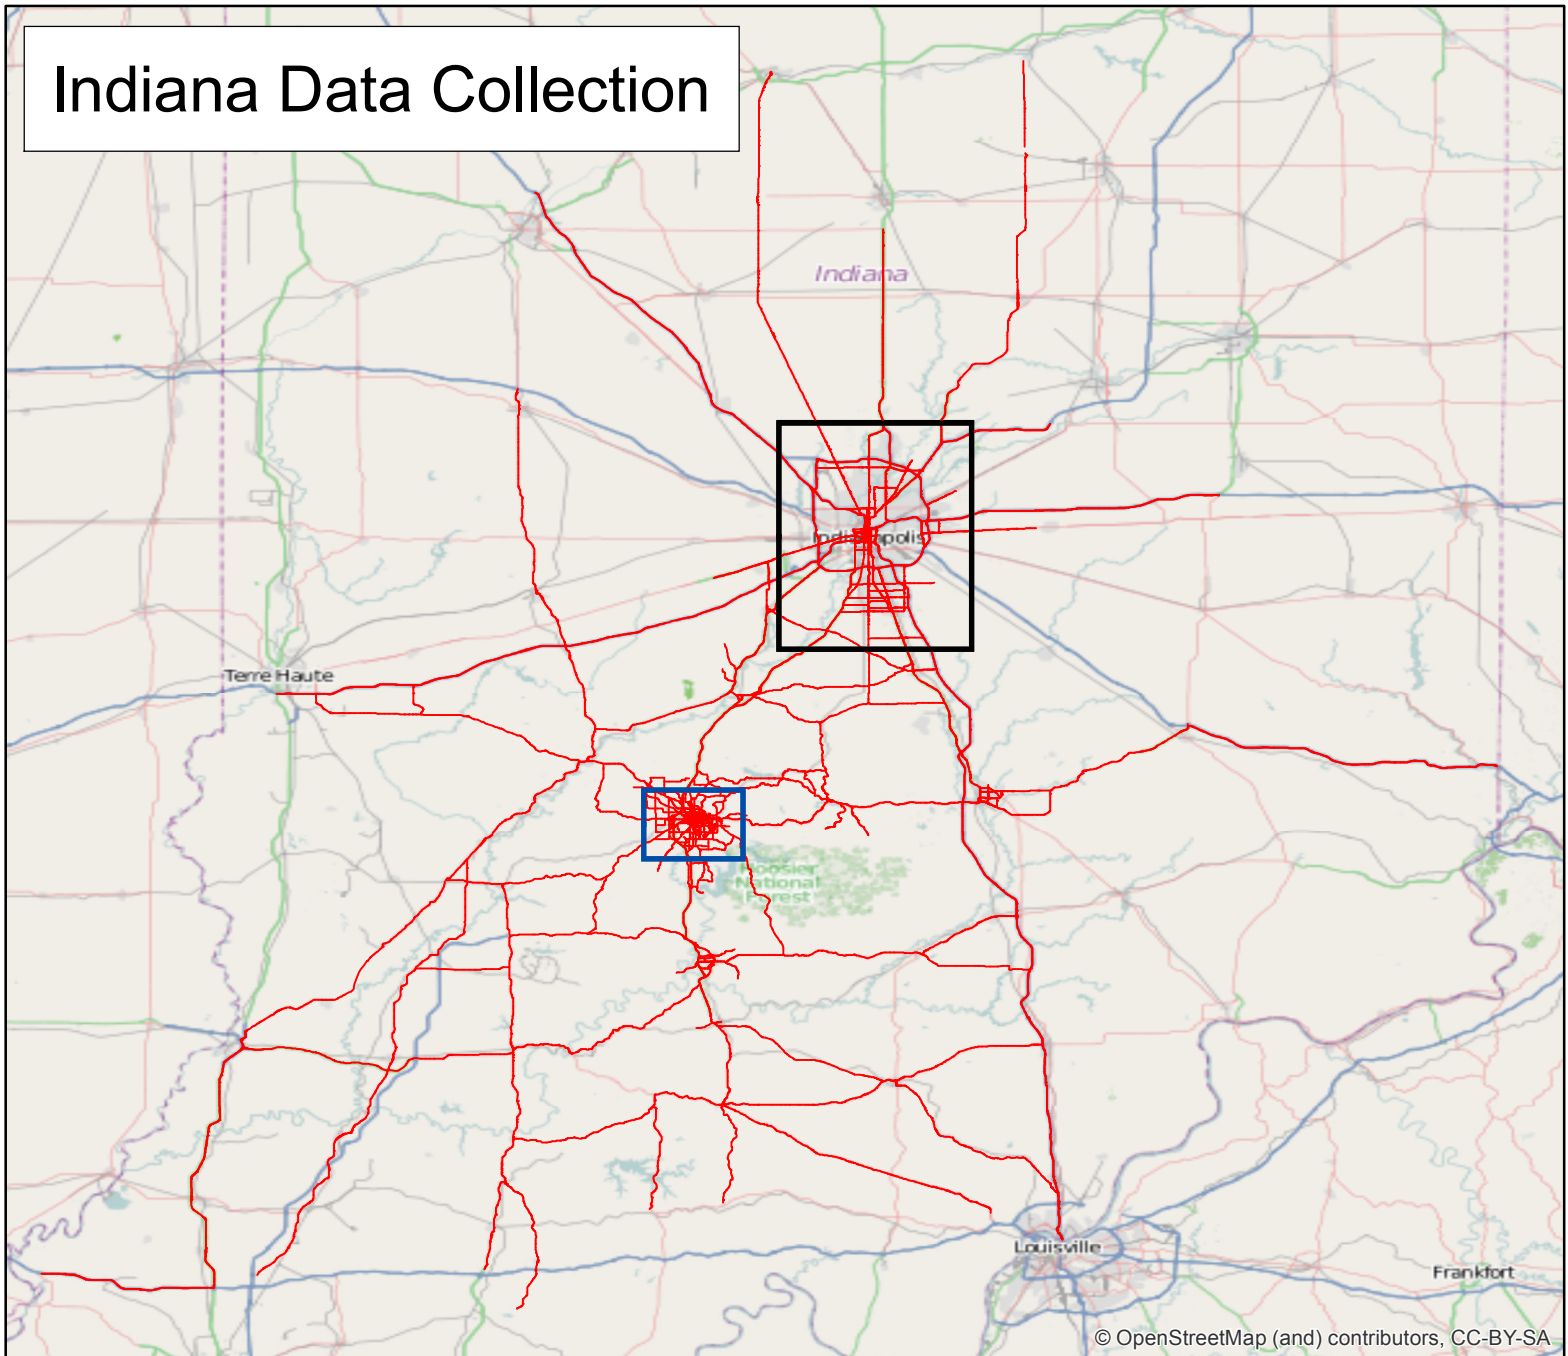 Indiana Data Collection
Indiana
Indianapolis
Terre Haute
Hoosier
National
Forest
Louisville
Frankfort
© OpenStreetMap (and) contributors, CC-BY-SA